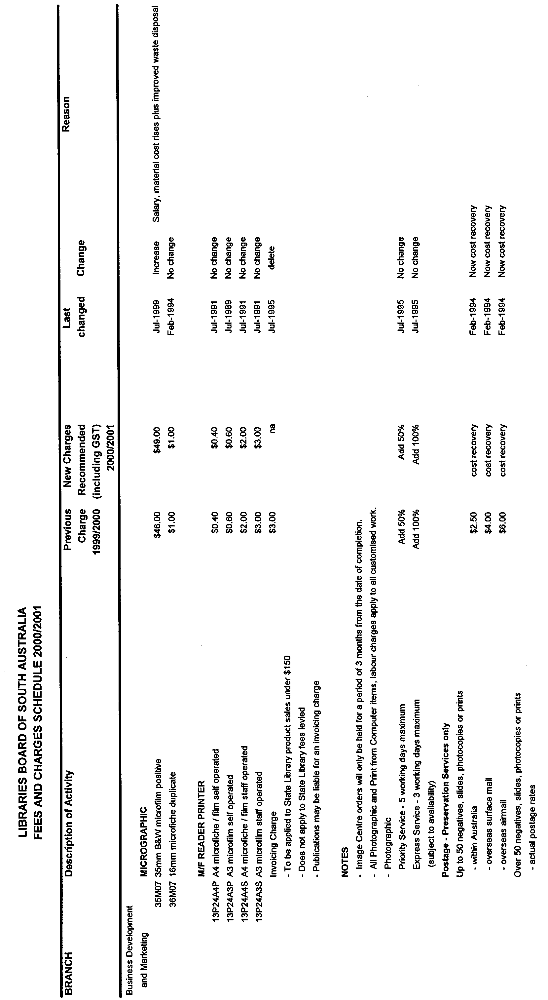 LIBRARIES BOARD OF SOUTH AUSTRALIA
FEES AND CHARGES SCHEDULE 2000/2001
BRANCH Description of Activity Previous New Charges Last Reason
Charge Recommended changed Change
1999/2000 (including GST)
2000/2001
Business Development
and Marketing MICROGRAPHIC
35M07 35mm B&W microfilm positive $46.00 $49.00 Jul-1999 Increase Salary, material cost rises plus improved waste disposal
36M07 16mm microfiche duplicate $1.00 $1.00 Feb-1994 No change
M/F READER PRINTER
13P24A4P A4 microfiche / film self operated $0.40 $0.40 Jul-1991 No change
13P24A3P A3 microfilm self operated $0.60 $0.60 Jul-1989 No change
13P24A4S A4 microfiche / film staff operated $2.00 $2.00 Jul-1991 No change
13P24A3S A3 microfilm staff operated $3.00 $3.00 Jul-1991 No change
Invoicing Charge $3.00 na Jul-1995 delete
- To be applied to State Library product sales under $150
- Does not apply to State Library fees levied
- Publications may be liable for an invoicing charge
NOTES
- Image Centre orders will only be held for a period of 3 months from the date of completion.
- All Photographic and Print from Computer items, labour charges apply to all customised work.
- Photographic
Priority Service - 5 working days maximum Add 50% Add 50% Jul-1995 No change
Express Service - 3 working days maximum Add 100% Add 100% Jul-1995 No change
(subject to availability)
Postage - Preservation Services only
Up to 50 negatives, slides, photocopies or prints
- within Australia $2.50 cost recovery Feb-1994 Now cost recovery
- overseas surface mail $4.00 cost recovery Feb-1994 Now cost recovery
- overseas airmail $6.00 cost recovery Feb-1994 Now cost recovery
Over 50 negatives, slides, photocopies or prints
- actual postage rates